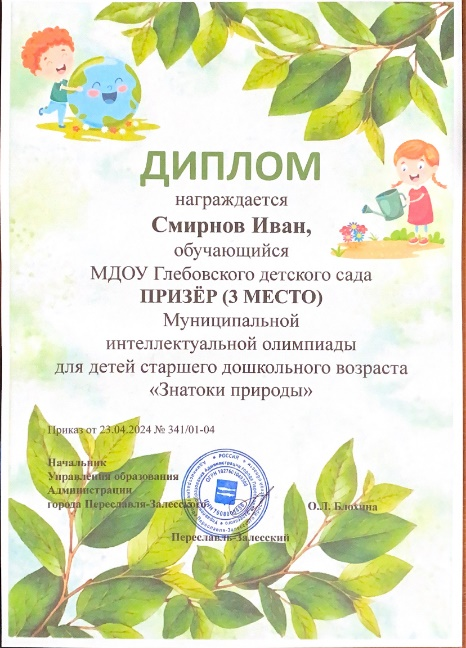 ДИПЛОМ
награждается
Смирнов Иван,
обучающийся
МДОУ Глебовского детского сада
ПРИЗЁР (3 МЕСТО)
Муниципальной
интеллектуальной олимпиады
для детей старшего дошкольного возраста
«Знатоки природы»
Приказ от 23.04.2024 № 341/01-04
Начальник
Управления образования
Администрации
города Переславля-Залесского
О.Л. Блохина
Переславль-Залесский
РОССИЯ